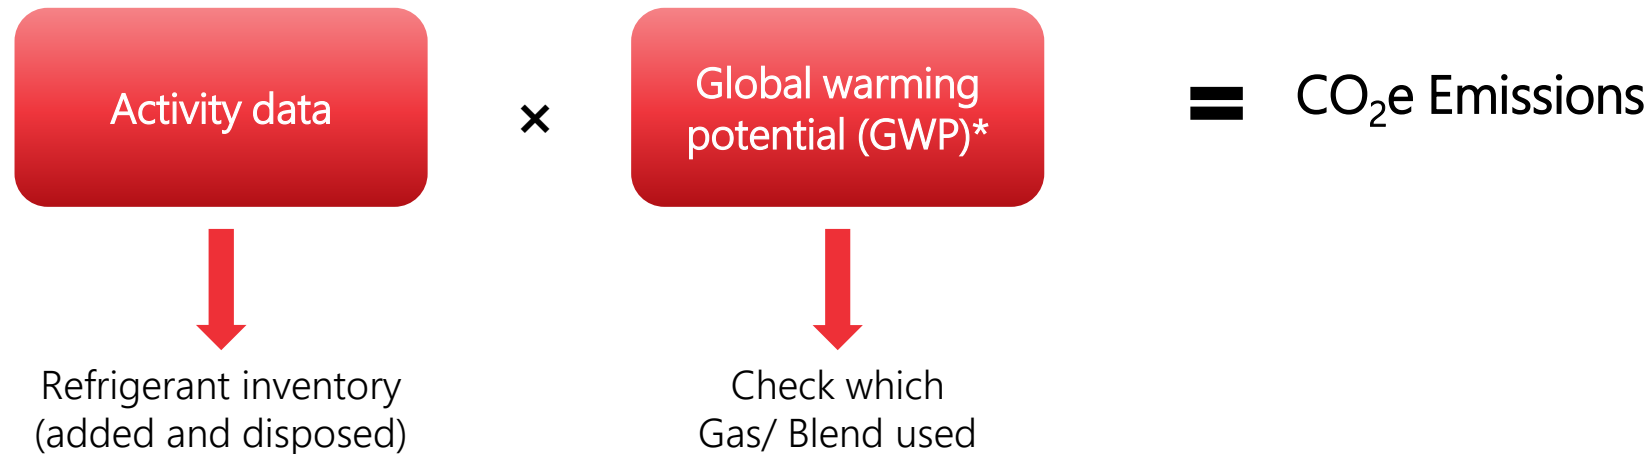 Activity data
×
Global warming
potential (GWP)*
=
CO₂e Emissions
Refrigerant inventory
(added and disposed)
Check which
Gas/ Blend used